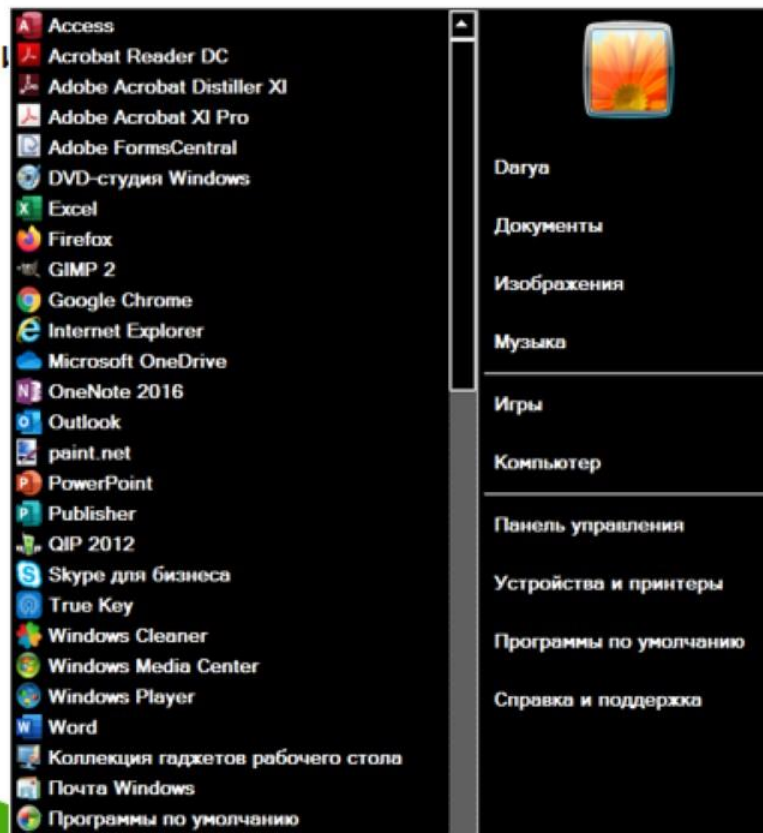 Access
Acrobat Reader DC
Adobe Acrobat Distiller XI
Adobe Acrobat XI Pro
Adobe FormsCentral
DVD-студия Windows
Excel
Firefox
GIMP 2
Google Chrome
Internet Explorer
Microsoft OneDrive
OneNote 2016
Outlook
paint.net
PowerPoint
Publisher
QIP 2012
Skype для бизнеса
True Key
Windows Cleaner
Windows Media Center
Windows Player
Word
Коллекция гаджетов рабочего стола
Почта Windows
Программы по умолчанию
Darya
Документы
Изображения
Музыка
Игры
Компьютер
Панель управления
Устройства и принтеры
Программы по умолчанию
Справка и поддержка